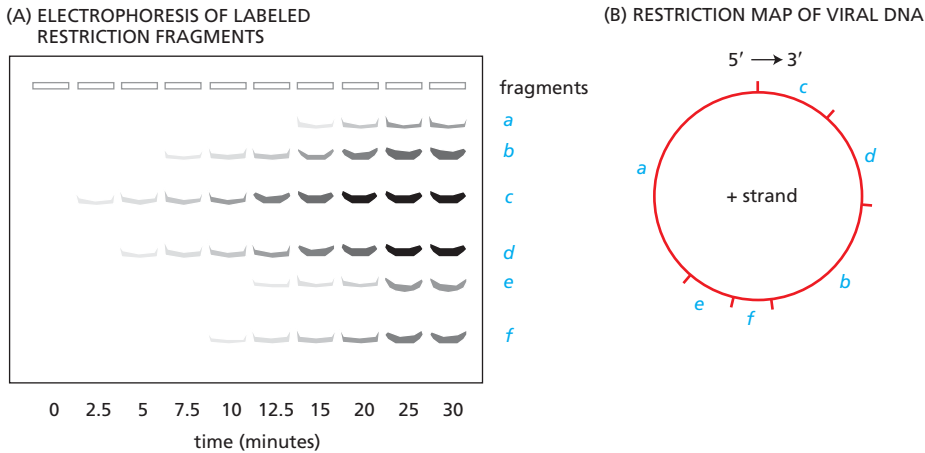 (A) ELECTROPHORESIS OF LABELED
RESTRICTION FRAGMENTS
fragments
a
b
c
d
e
f
0 2.5 5 7.5 10 12.5 15 20 25 30
time (minutes)
(B) RESTRICTION MAP OF VIRAL DNA
5′ ⟶ 3′
c
d
a
+ strand
b
e
f